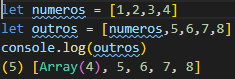 let numeros = [1,2,3,4]
let outros = [numeros,5,6,7,8]
console.log(outros)
(5) [Array(4), 5, 6, 7, 8]